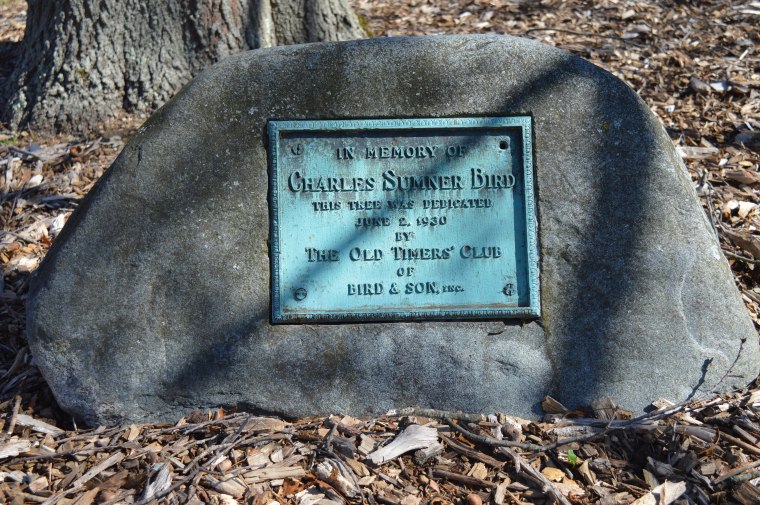 IN MEMORY OF
CHARLES SUMNER BIRD
THIS TREE WAS DEDICATED
JUNE 2, 1930
BY
THE OLD TIMERS' CLUB
OF
BIRD & SON, INC.